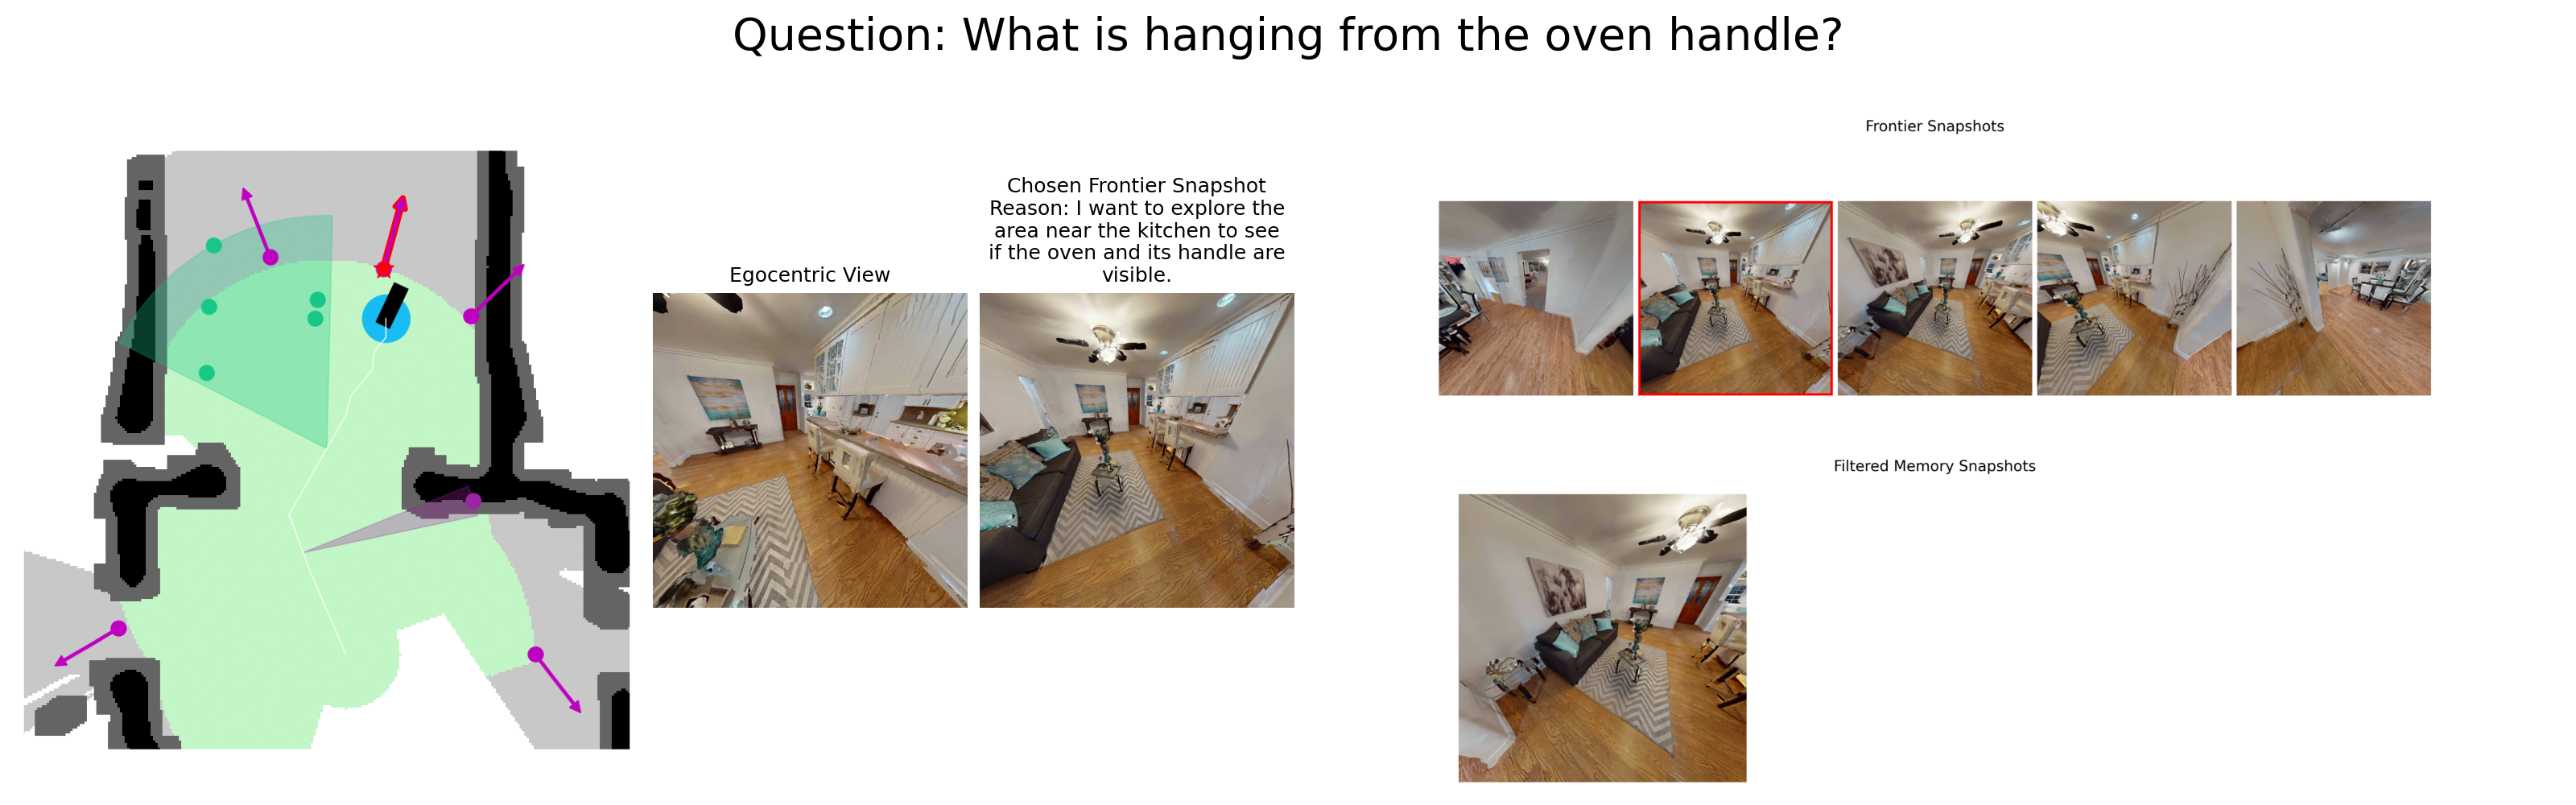 Question: What is hanging from the oven handle?
Frontier Snapshots
Chosen Frontier Snapshot
Reason: I want to explore the
area near the kitchen to see
if the oven and its handle are
visible.
Egocentric View
Filtered Memory Snapshots